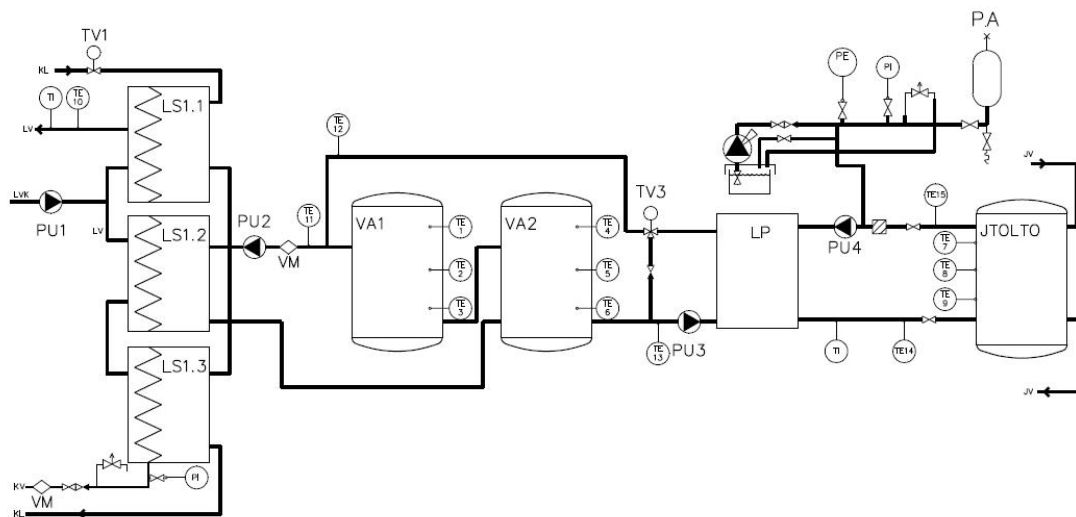 P.A
TV1
PE
PI
KL
LS1.1
TI
TE
10
LV
TE
12
JV
LVK
PU1
LV
LS1.2
PU2
VM
TE
11
VA1
TE
1
TE
2
TE
3
VA2
TE
4
TE
5
TE
6
TV3
TE
13
PU3
LP
PU4
TE15
TE
7
TE
8
TE
9
JTOLTO
TI
TE14
JV
LS1.3
PI
KV
VM
KL